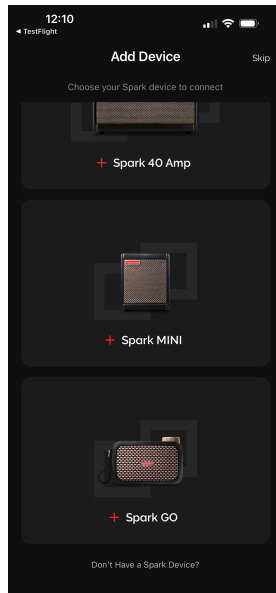 12:10
◀ TestFlight
Add Device
Skip
Choose your Spark device to connect
+ Spark 40 Amp
+ Spark MINI
+ Spark GO
Don't Have a Spark Device?